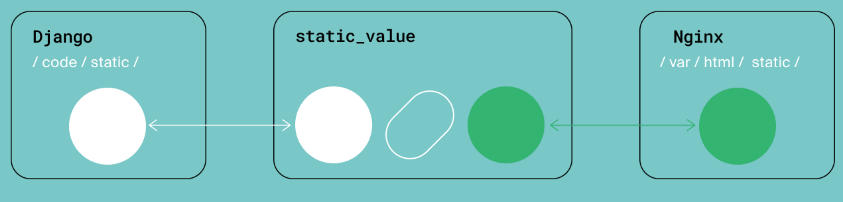 Django
/ code / static /
static_value
Nginx
/ var / html /  static /